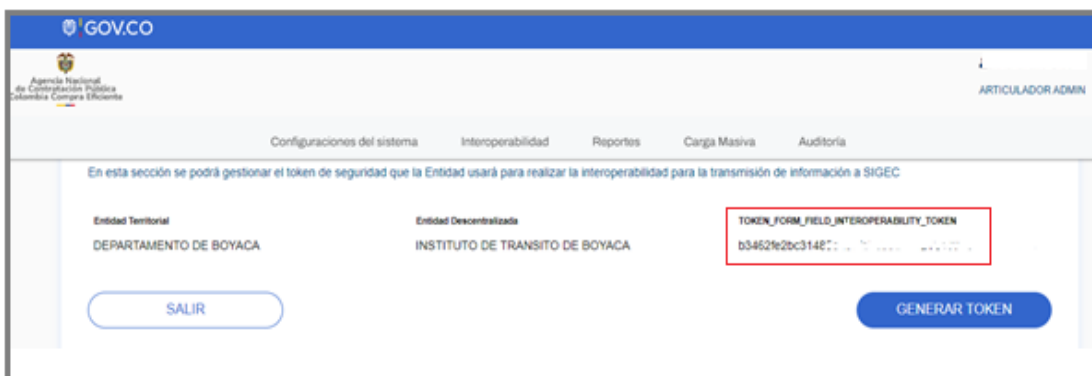 GOV.CO
Agencia Nacional
de Contratación Pública
Colombia Compra Eficiente
ARTICULADOR ADMIN
Configuraciones del sistema Interoperabilidad Reportes Carga Masiva Auditoría
En esta sección se podrá gestionar el token de seguridad que la Entidad usará para realizar la interoperabilidad para la transmisión de información a SIGEC
Entidad Territorial Entidad Descentralizada TOKEN_FORM_FIELD_INTEROPERABILITY_TOKEN
DEPARTAMENTO DE BOYACA INSTITUTO DE TRANSITO DE BOYACA b3462fe2bc3148
SALIR GENERAR TOKEN